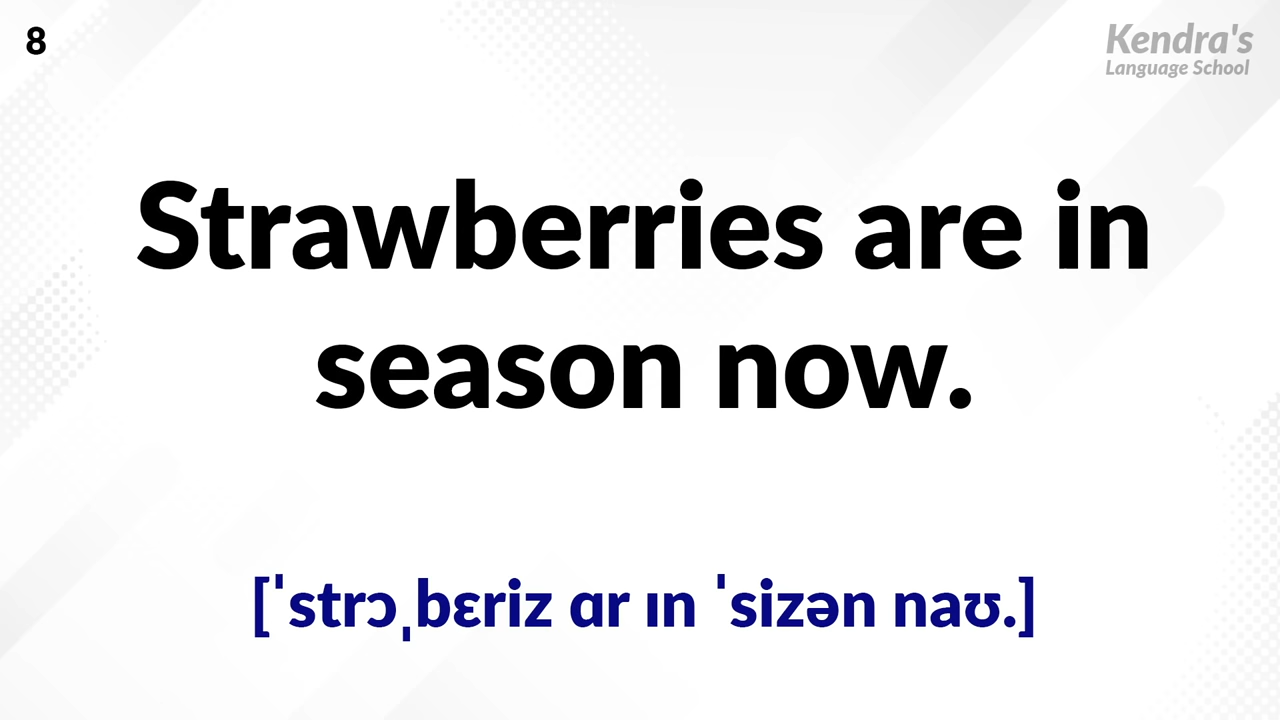 8
Kendra's
Language School
Strawberries are in
season now.
[ˈstrɔˌbɛriz ɑr ɪn ˈsizən naʊ.]